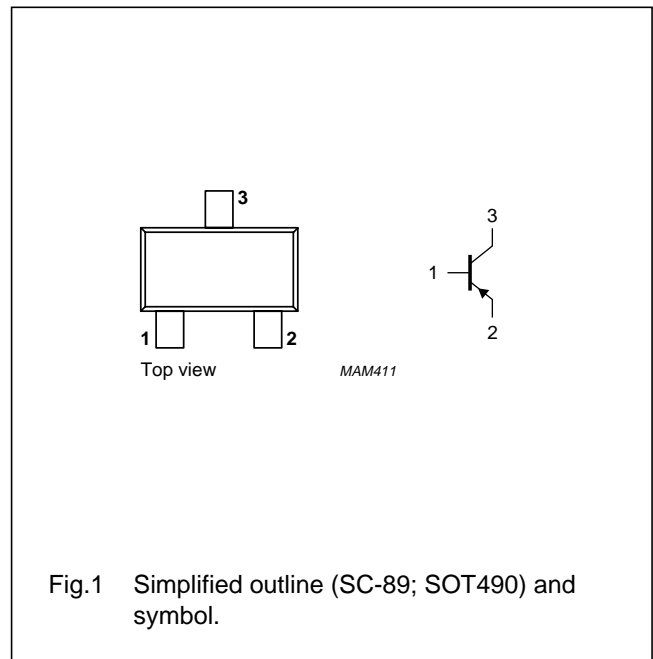 3
1 2
Top view MAM411
3
1
2
Fig.1 Simplified outline (SC-89; SOT490) and
symbol.